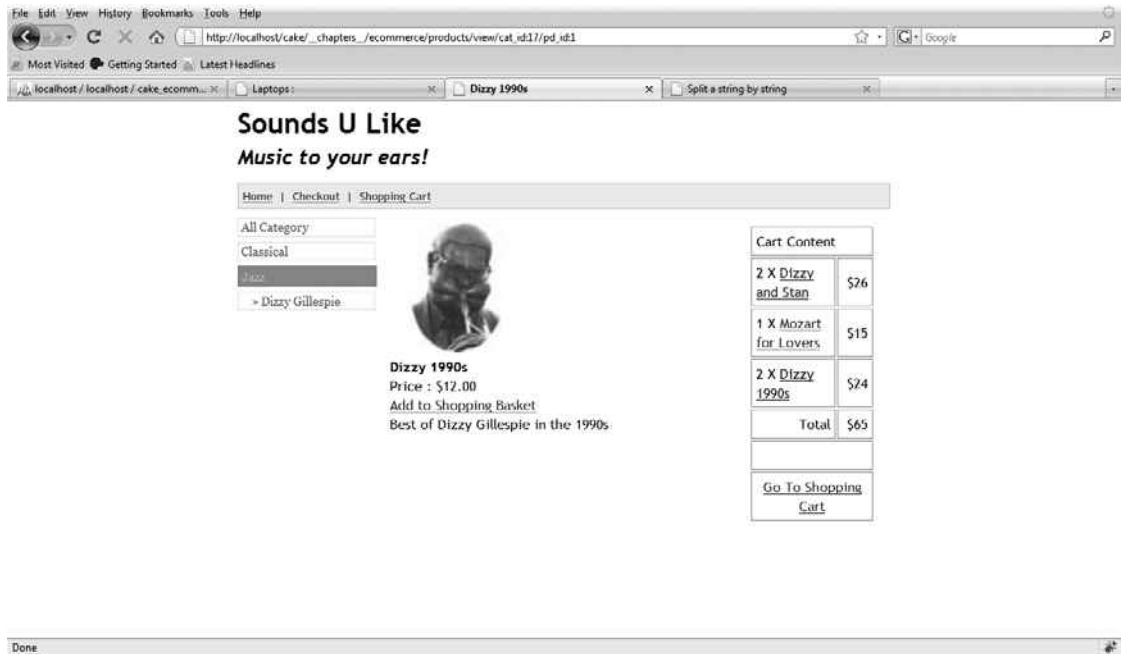 File Edit View History Bookmarks Tools Help
http://localhost/cake/_chapters_/ecommerce/products/view/cat_id:17/pd_id:1
Google
Most Visited Getting Started Latest Headlines
localhost / localhost / cake_ecomm... Laptops : Dizzy 1990s Split a string by string
Sounds U Like
Music to your ears!
Home | Checkout | Shopping Cart
All Category
Classical
Jazz
» Dizzy Gillespie
Dizzy 1990s
Price : $12.00
Add to Shopping Basket
Best of Dizzy Gillespie in the 1990s
Cart Content
2 X Dizzy
and Stan
$26
1 X Mozart
for Lovers
$15
2 X Dizzy
1990s
$24
Total $65
Go To Shopping
Cart
Done